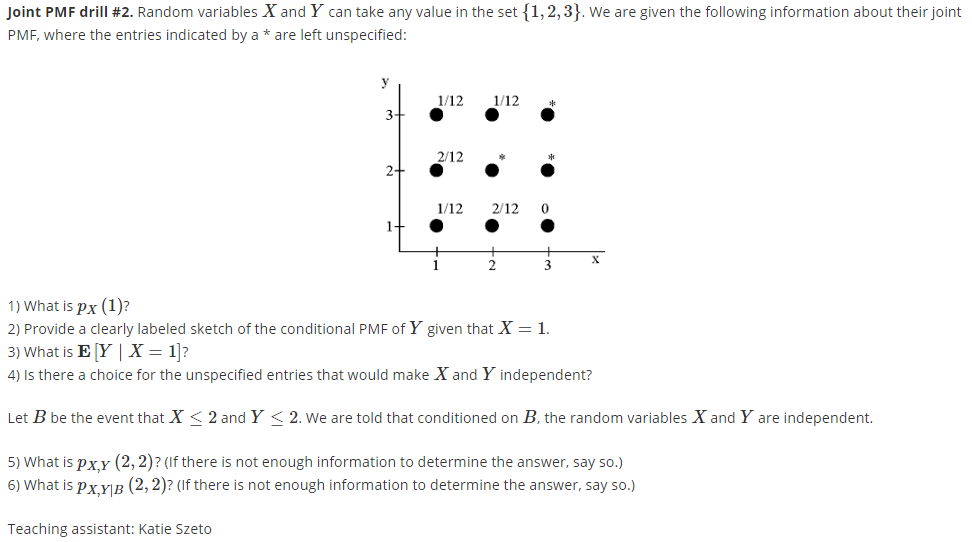 Joint PMF drill #2. Random variables X and Y can take any value in the set {1, 2, 3}. We are given the following information about their joint
PMF, where the entries indicated by a * are left unspecified:
y
1/12 1/12 *
3
2/12 * *
2
1/12 2/12 0
1
1 2 3 x
1) What is p_X (1)?
2) Provide a clearly labeled sketch of the conditional PMF of Y given that X = 1.
3) What is E [Y | X = 1]?
4) Is there a choice for the unspecified entries that would make X and Y independent?
Let B be the event that X ≤ 2 and Y ≤ 2. We are told that conditioned on B, the random variables X and Y are independent.
5) What is p_{X,Y} (2, 2)? (If there is not enough information to determine the answer, say so.)
6) What is p_{X,Y|B} (2, 2)? (If there is not enough information to determine the answer, say so.)
Teaching assistant: Katie Szeto